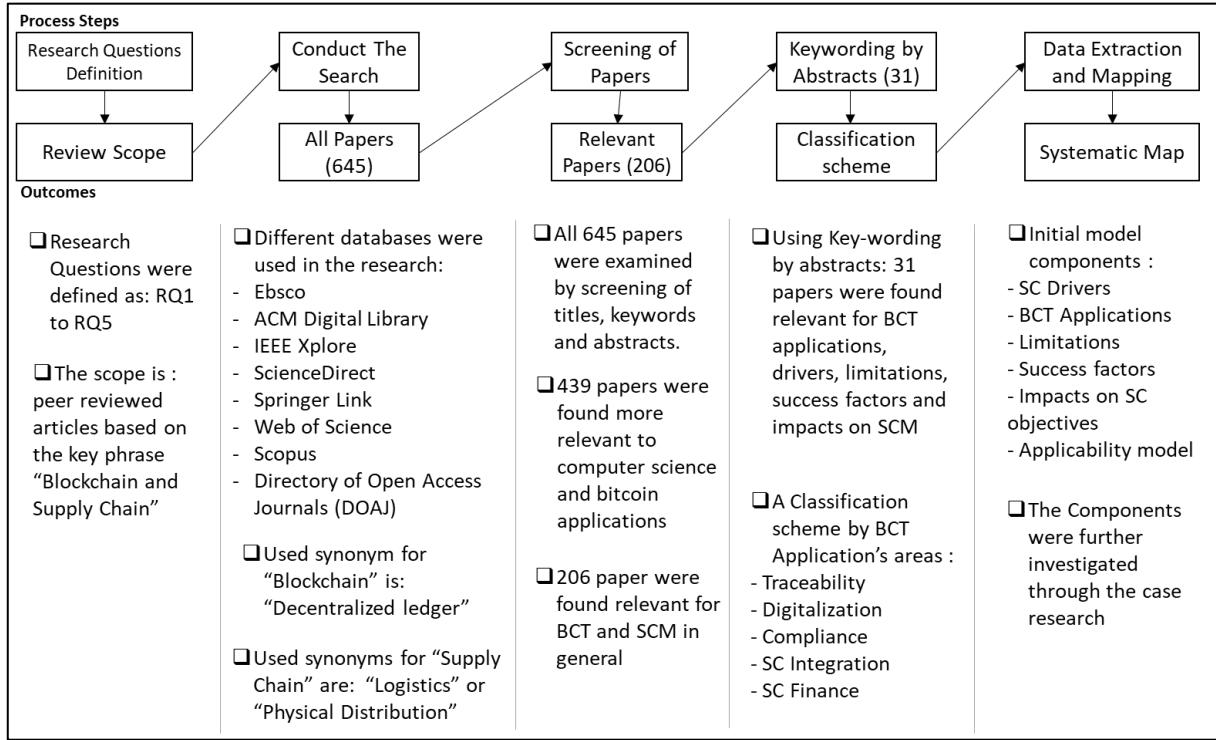 Process Steps
Research Questions
Definition
Conduct The
Search
Screening of
Papers
Keywording by
Abstracts (31)
Data Extraction
and Mapping
Review Scope
All Papers
(645)
Relevant
Papers (206)
Classification
scheme
Systematic Map
Outcomes
❑ Research
Questions were
defined as: RQ1
to RQ5
❑ The scope is :
peer reviewed
articles based on
the key phrase
“Blockchain and
Supply Chain”
❑ Different databases were
used in the research:
- Ebsco
- ACM Digital Library
- IEEE Xplore
- ScienceDirect
- Springer Link
- Web of Science
- Scopus
- Directory of Open Access
Journals (DOAJ)
❑ Used synonym for
“Blockchain” is:
“Decentralized ledger”
❑ Used synonyms for “Supply
Chain” are: “Logistics” or
“Physical Distribution”
❑ All 645 papers
were examined
by screening of
titles, keywords
and abstracts.
❑ 439 papers were
found more
relevant to
computer science
and bitcoin
applications
❑ 206 paper were
found relevant for
BCT and SCM in
general
❑ Using Key-wording
by abstracts: 31
papers were found
relevant for BCT
applications,
drivers, limitations,
success factors and
impacts on SCM
❑ A Classification
scheme by BCT
Application’s areas :
- Traceability
- Digitalization
- Compliance
- SC Integration
- SC Finance
❑ Initial model
components :
- SC Drivers
- BCT Applications
- Limitations
- Success factors
- Impacts on SC
objectives
- Applicability model
❑ The Components
were further
investigated
through the case
research